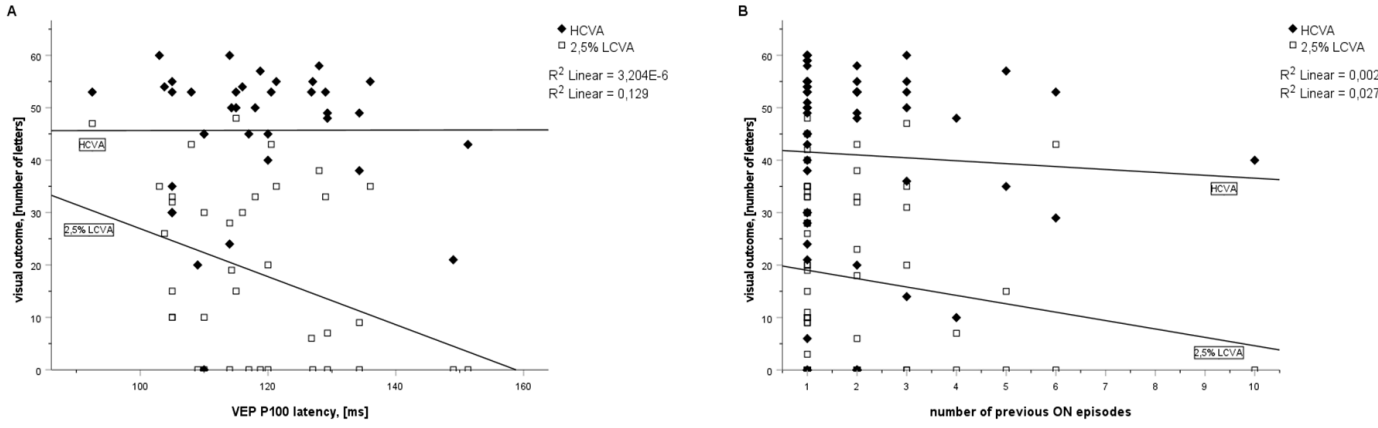 A
HCVA
2,5% LCVA
R² Linear = 3,204E-6
R² Linear = 0,129
visual outcome, [number of letters]
60
50
40
30
20
10
0
HCVA
2,5% LCVA
100
120
140
160
VEP P100 latency, [ms]
B
HCVA
2,5% LCVA
R² Linear = 0,002
R² Linear = 0,027
visual outcome, [number of letters]
60
50
40
30
20
10
0
HCVA
2,5% LCVA
1
2
3
4
5
6
7
8
9
10
number of previous ON episodes